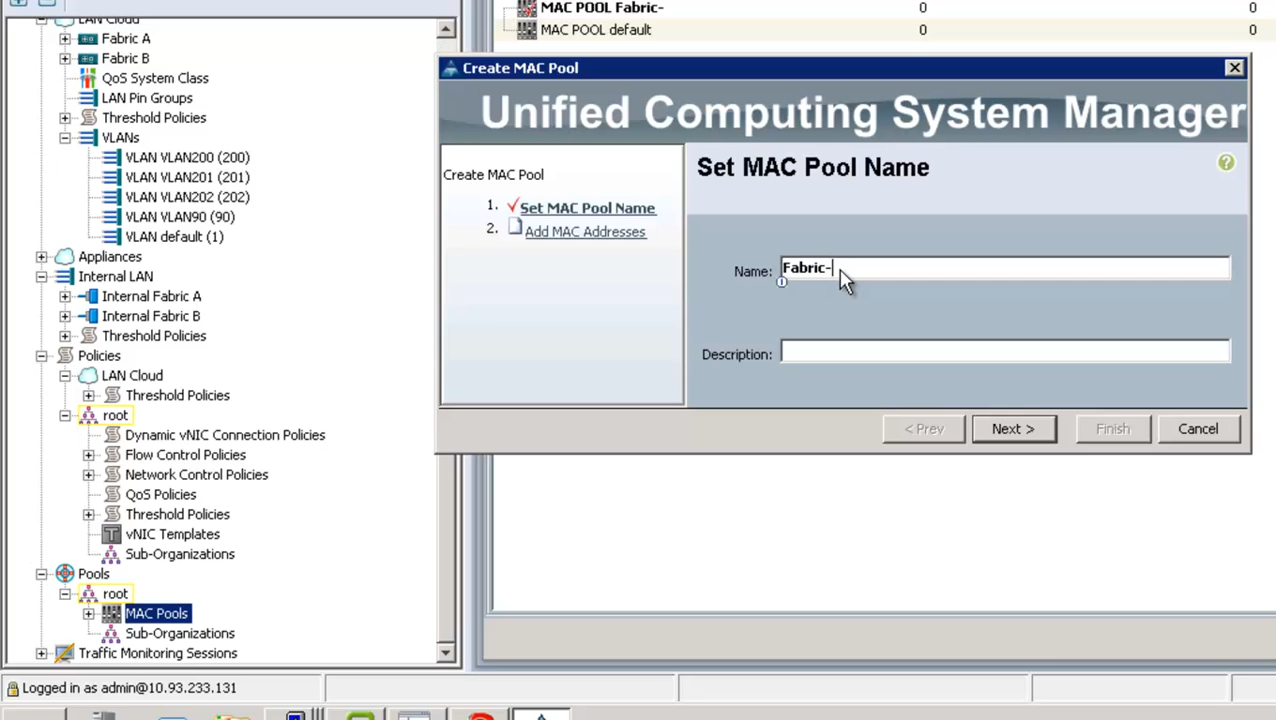 LAN Cloud
Fabric A
Fabric B
QoS System Class
LAN Pin Groups
Threshold Policies
VLANs
VLAN VLAN200 (200)
VLAN VLAN201 (201)
VLAN VLAN202 (202)
VLAN VLAN90 (90)
VLAN default (1)
Appliances
Internal LAN
Internal Fabric A
Internal Fabric B
Threshold Policies
Policies
LAN Cloud
Threshold Policies
root
Dynamic vNIC Connection Policies
Flow Control Policies
Network Control Policies
QoS Policies
Threshold Policies
vNIC Templates
Sub-Organizations
Pools
root
MAC Pools
Sub-Organizations
Traffic Monitoring Sessions
Logged in as admin@10.93.233.131
MAC POOL Fabric- 0 0
MAC POOL default 0 0
Create MAC Pool
Unified Computing System Manager
Create MAC Pool
1. Set MAC Pool Name
2. Add MAC Addresses
Set MAC Pool Name
Name: Fabric-
Description:
< Prev Next > Finish Cancel